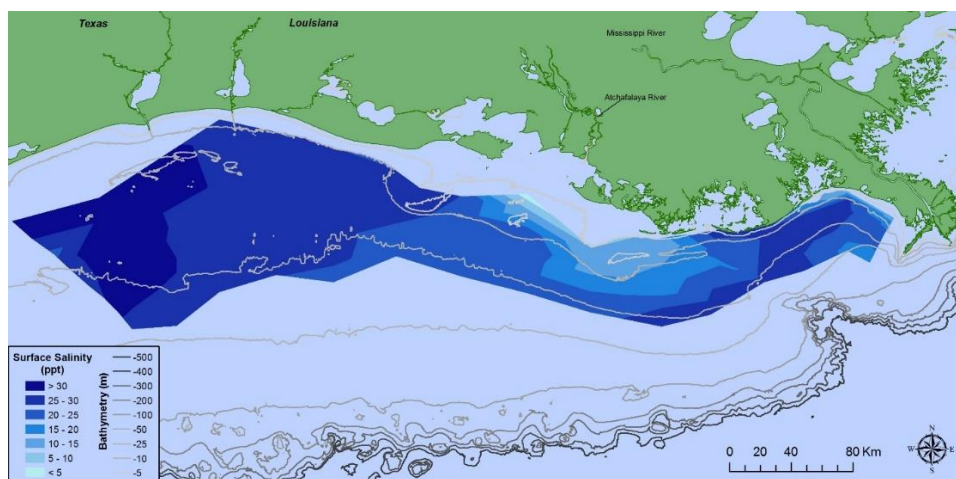 Texas
Louisiana
Mississippi River
Atchafalaya River
Surface Salinity
(ppt)
> 30
25 - 30
20 - 25
15 - 20
10 - 15
5 - 10
< 5
Bathymetry (m)
-500
-400
-300
-200
-100
-50
-25
-10
-5
0 20 40 80 Km
N
W
E
S